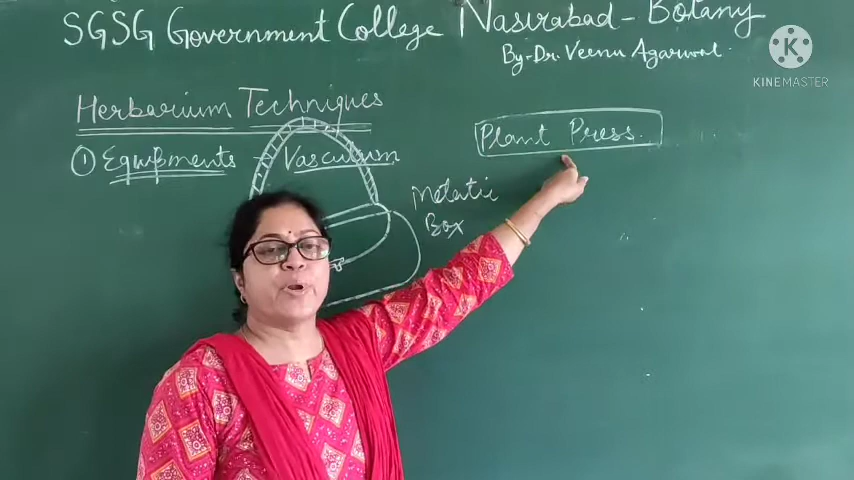 SGSG Government College Nasirabad - Botany
By:- Dr. Veenu Agarwal.
KINEMASTER
Herbarium Techniques
① Equipments - Vasculum
Plant Press.
Metalic
Box